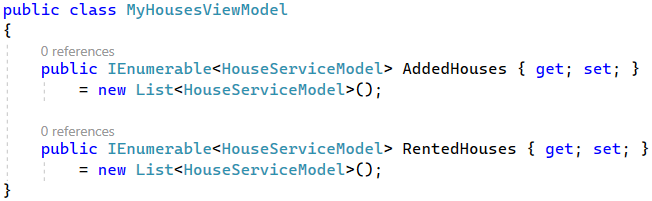 public class MyHousesViewModel
{
0 references
public IEnumerable<HouseServiceModel> AddedHouses { get; set; }
= new List<HouseServiceModel>();
0 references
public IEnumerable<HouseServiceModel> RentedHouses { get; set; }
= new List<HouseServiceModel>();
}